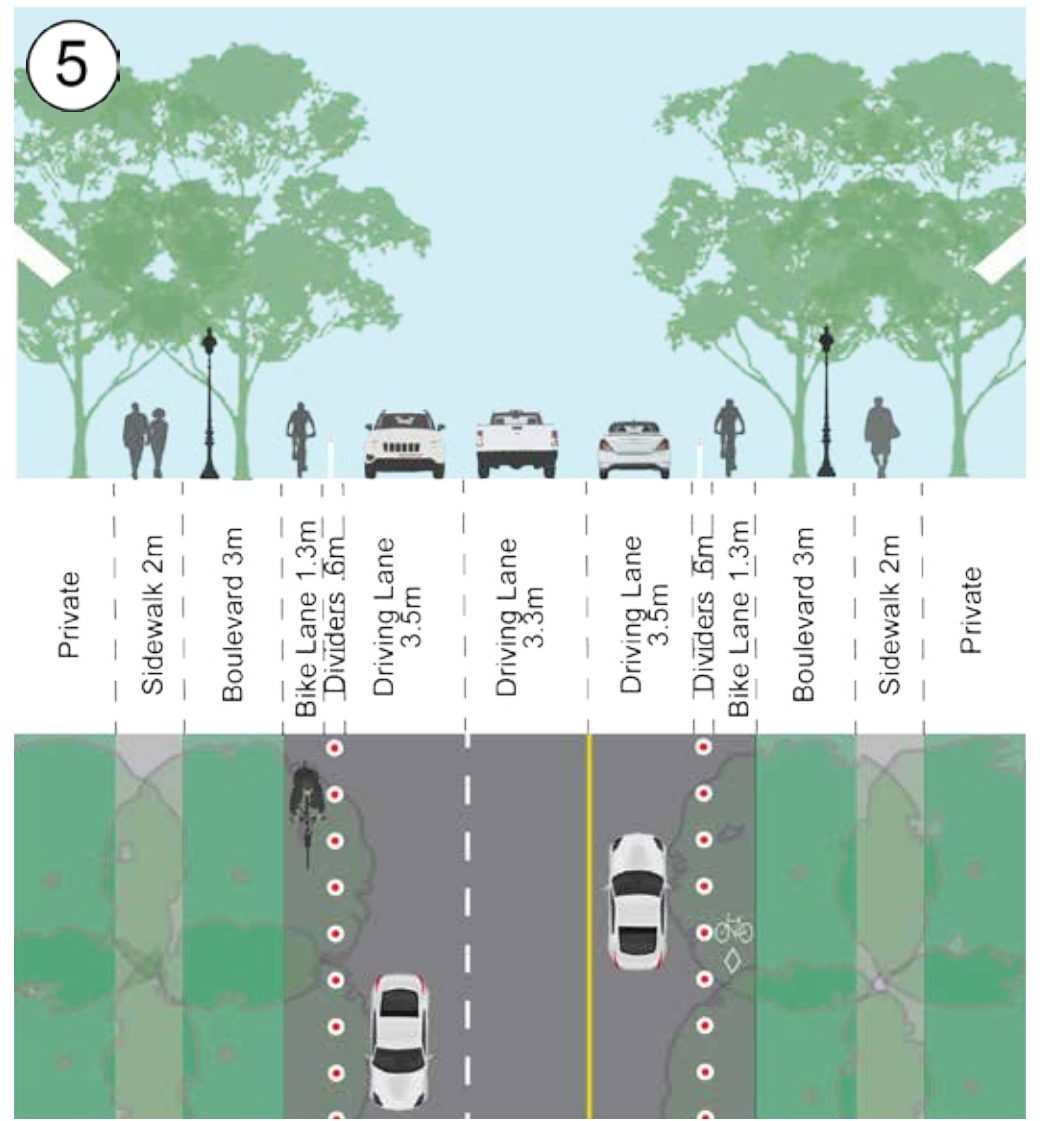 5
Private
Sidewalk 2m
Boulevard 3m
Bike Lane 1.3m
Dividers .6m
Driving Lane
3.5m
Driving Lane
3.3m
Driving Lane
3.5m
Dividers .6m
Bike Lane 1.3m
Boulevard 3m
Sidewalk 2m
Private